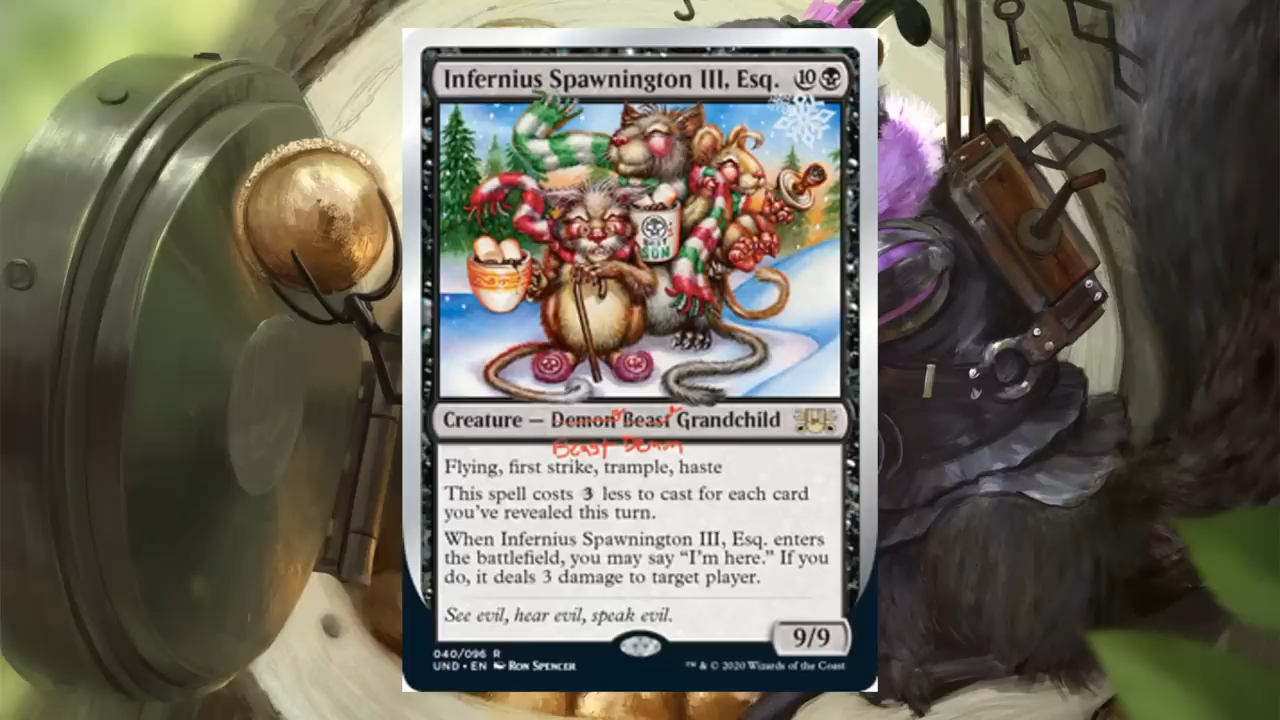 Infernius Spawnington III, Esq. 10
BEST
SON
Creature — Demon Beast Grandchild
Beast Demon
Flying, first strike, trample, haste
This spell costs 3 less to cast for each card
you've revealed this turn.
When Infernius Spawnington III, Esq. enters
the battlefield, you may say “I'm here.” If you
do, it deals 3 damage to target player.
See evil, hear evil, speak evil.
9/9
040/096 R
UND • EN Ron Spencer
™ & © 2020 Wizards of the Coast